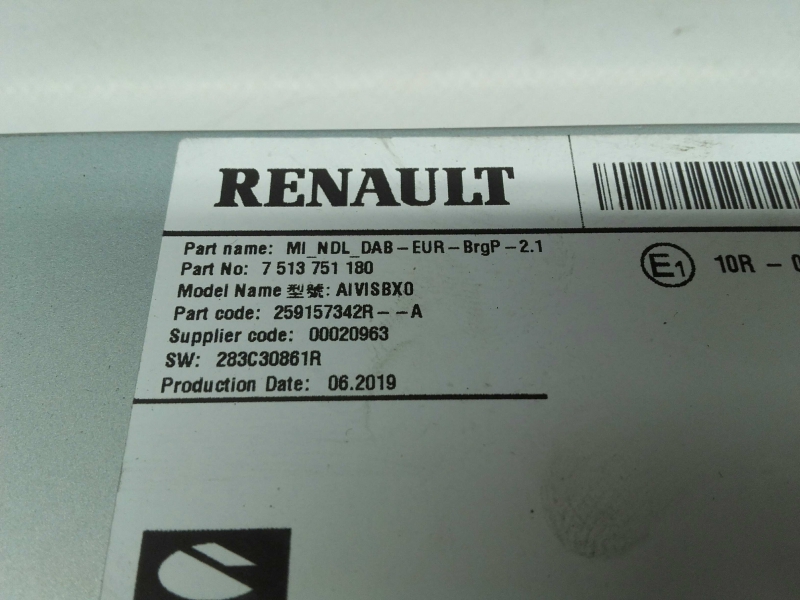 RENAULT
Part name: MI_NDL_DAB-EUR-BrgP-2.1
Part No: 7 513 751 180
Model Name 型號: AIVISBX0
Part code: 259157342R--A
Supplier code: 00020963
SW: 283C30861R
Production Date: 06.2019
E1 10R - 0